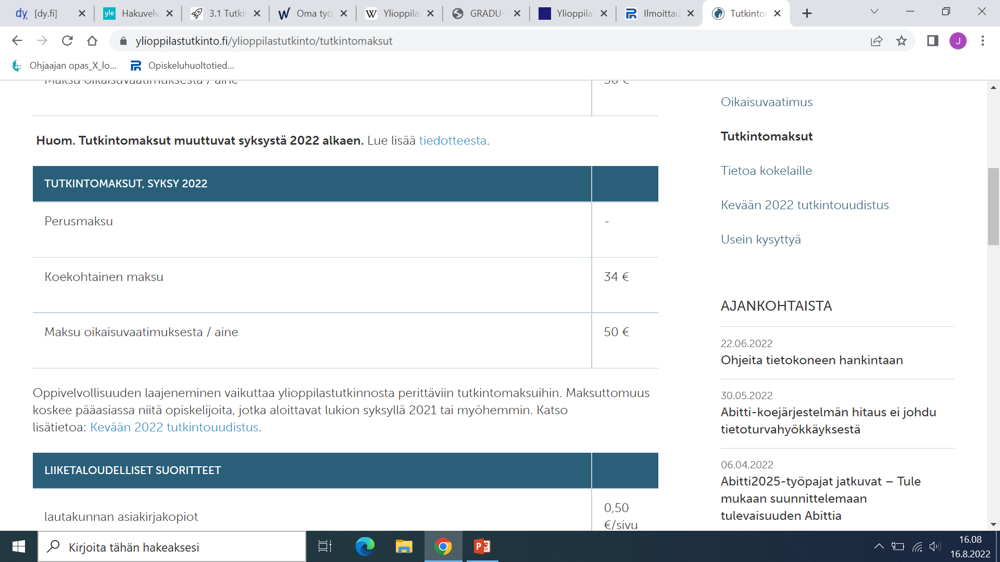 [dy.fi]
Hakuvelv
3.1 Tutkin
Oma työ
Ylioppila
GRADU-
Ylioppila
Ilmoittau
Tutkinto
ylioppilastutkinto.fi/ylioppilastutkinto/tutkintomaksut
J
Ohjaajan opas_X_lo...
Opiskeluhuoltotied...
Maksu oikaisuvaatimuksesta / aine
Huom. Tutkintomaksut muuttuvat syksystä 2022 alkaen. Lue lisää tiedotteesta.
TUTKINTOMAKSUT, SYKSY 2022
Perusmaksu
-
Koekohtainen maksu
34 €
Maksu oikaisuvaatimuksesta / aine
50 €
Oppivelvollisuuden laajeneminen vaikuttaa ylioppilastutkinnosta perittäviin tutkintomaksuihin. Maksuttomuus
koskee pääasiassa niitä opiskelijoita, jotka aloittavat lukion syksyllä 2021 tai myöhemmin. Katso
lisätietoa: Kevään 2022 tutkintouudistus.
LIIKETALOUDELLISET SUORITTEET
lautakunnan asiakirjakopiot
0,50
€/sivu
Oikaisuvaatimus
Tutkintomaksut
Tietoa kokelaille
Kevään 2022 tutkintouudistus
Usein kysyttyä
AJANKOHTAISTA
22.06.2022
Ohjeita tietokoneen hankintaan
30.05.2022
Abitti-koejärjestelmän hitaus ei johdu
tietoturvahyökkäyksestä
06.04.2022
Abitti2025-työpajat jatkuvat – Tule
mukaan suunnittelemaan
tulevaisuuden Abittia
Kirjoita tähän hakeaksesi
16.08
16.8.2022